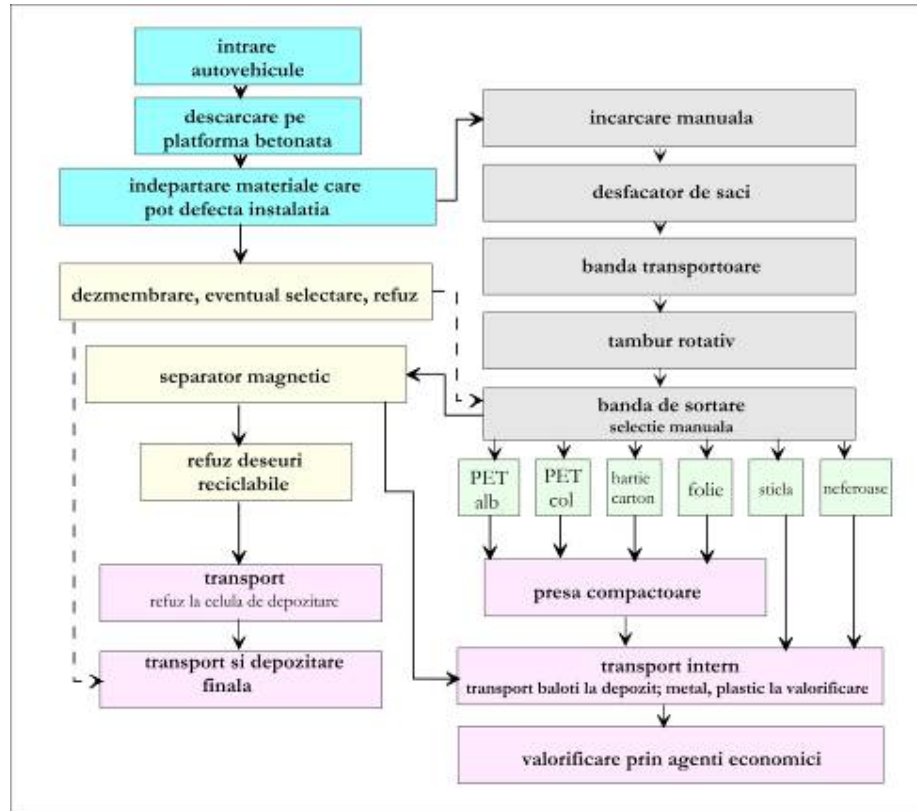 intrare
autovehicule
descarcare pe
platforma betonata
indepartare materiale care
pot defecta instalatia
dezmembrare, eventual selectare, refuz
separator magnetic
refuz deseuri
reciclabile
transport
refuz la celula de depozitare
transport si depozitare
finala
incarcare manuala
desfacator de saci
banda transportoare
tambur rotativ
banda de sortare
selectie manuala
PET
alb
PET
col
hartie
carton
folie
sticla
neferoase
presa compactoare
transport intern
transport baloti la depozit; metal, plastic la valorificare
valorificare prin agenti economici